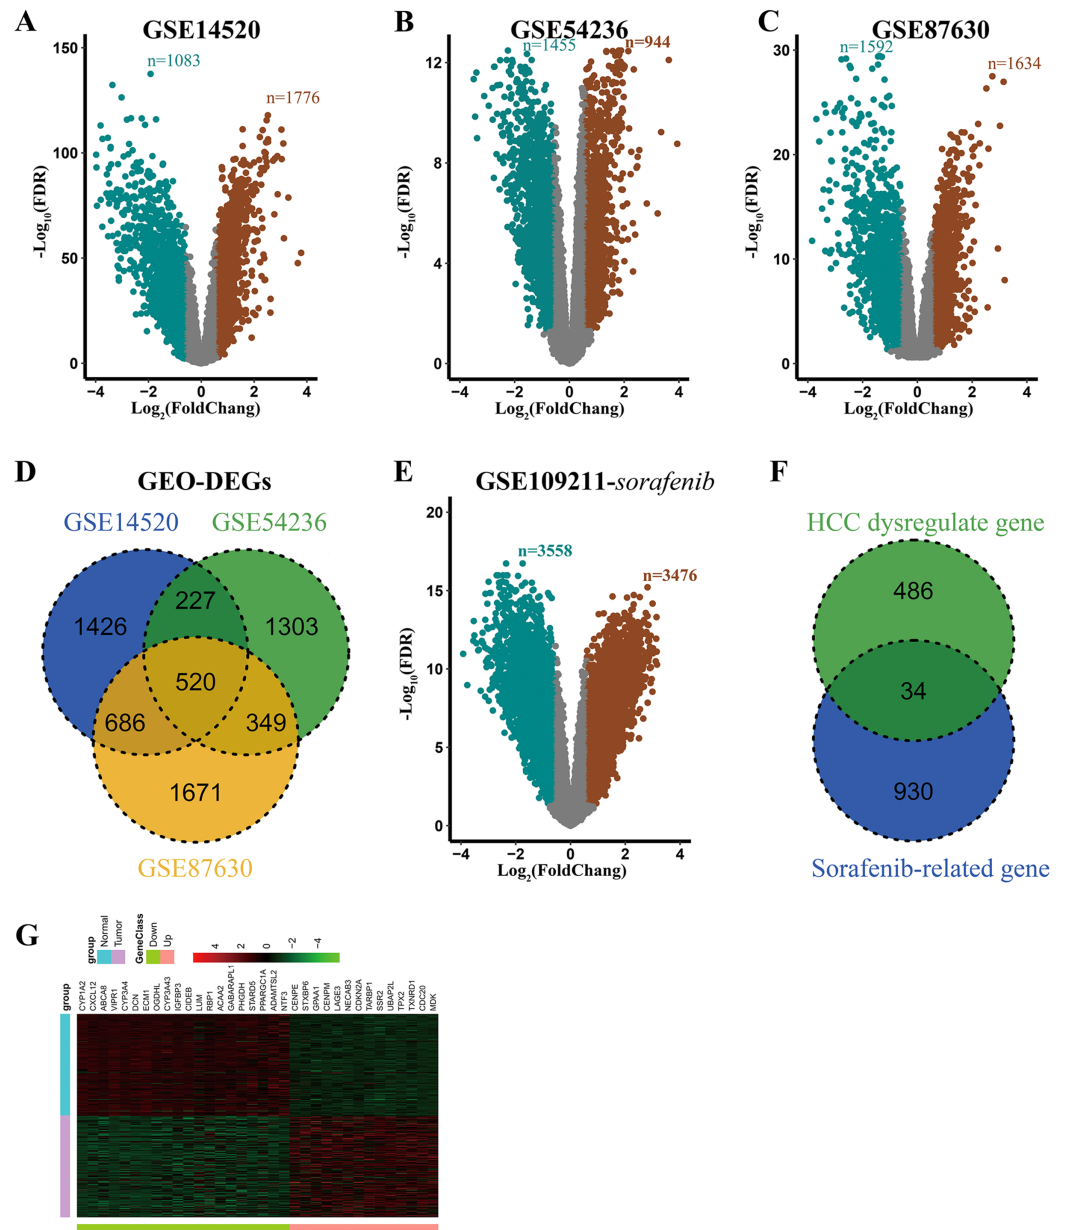 A
GSE14520
n=1083
n=1776
150
100
50
0
-Log10(FDR)
−4
−2
0
2
4
Log2(FoldChang)
B
GSE54236
n=1455
n=944
12
8
4
0
-Log10(FDR)
−4
−2
0
2
4
Log2(FoldChang)
C
GSE87630
n=1592
n=1634
30
20
10
0
-Log10(FDR)
−4
−2
0
2
4
Log2(FoldChang)
D
GEO-DEGs
GSE14520
GSE54236
227
1426
1303
520
686
349
1671
GSE87630
E
GSE109211-sorafenib
n=3558
n=3476
20
15
10
5
0
-Log10(FDR)
−4
−2
0
2
4
Log2(FoldChang)
F
HCC dysregulate gene
486
34
930
Sorafenib-related gene
G
group
Normal
Tumor
GeneClass
Down
Up
4
2
0
−2
−4
group
CYP1A2
CXCL12
ABCA8
VIPR1
CYP3A4
DCN
ECM1
OGDHL
CYP3A43
IGFBP3
CIDEB
LUM
RBP1
ACAA2
GABARAPL1
PHGDH
STARD5
PPARGC1A
ADAMTSL2
NTF3
CENPE
STXBP6
GPAA1
CENPM
LAGE3
NECAB3
CDKN2A
TARBP1
SSR2
UBAP2L
TPX2
TXNRD1
CDC20
MDK